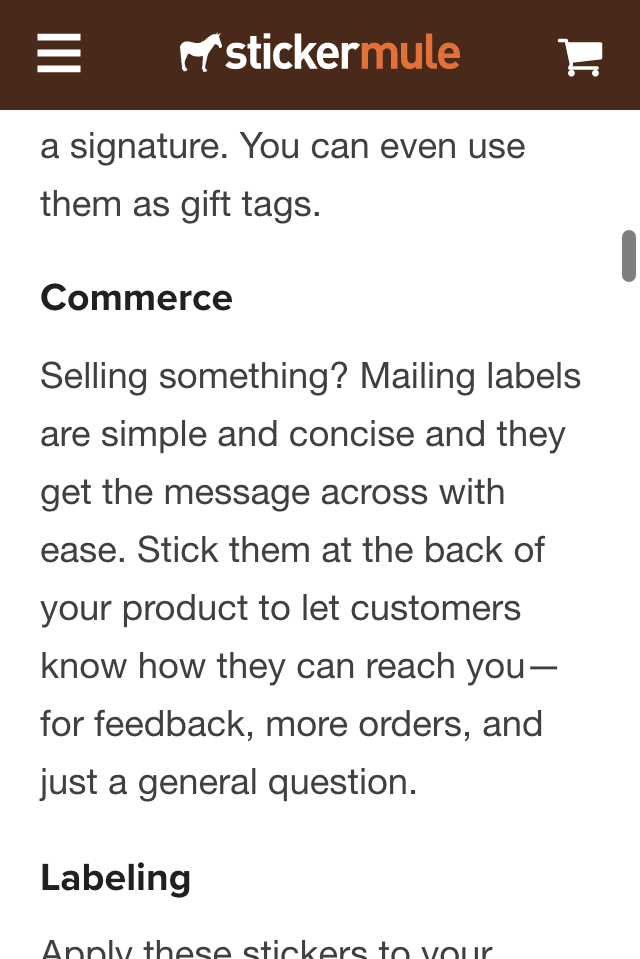 stickermule
a signature. You can even use
them as gift tags.
Commerce
Selling something? Mailing labels
are simple and concise and they
get the message across with
ease. Stick them at the back of
your product to let customers
know how they can reach you—
for feedback, more orders, and
just a general question.
Labeling
Apply these stickers to your